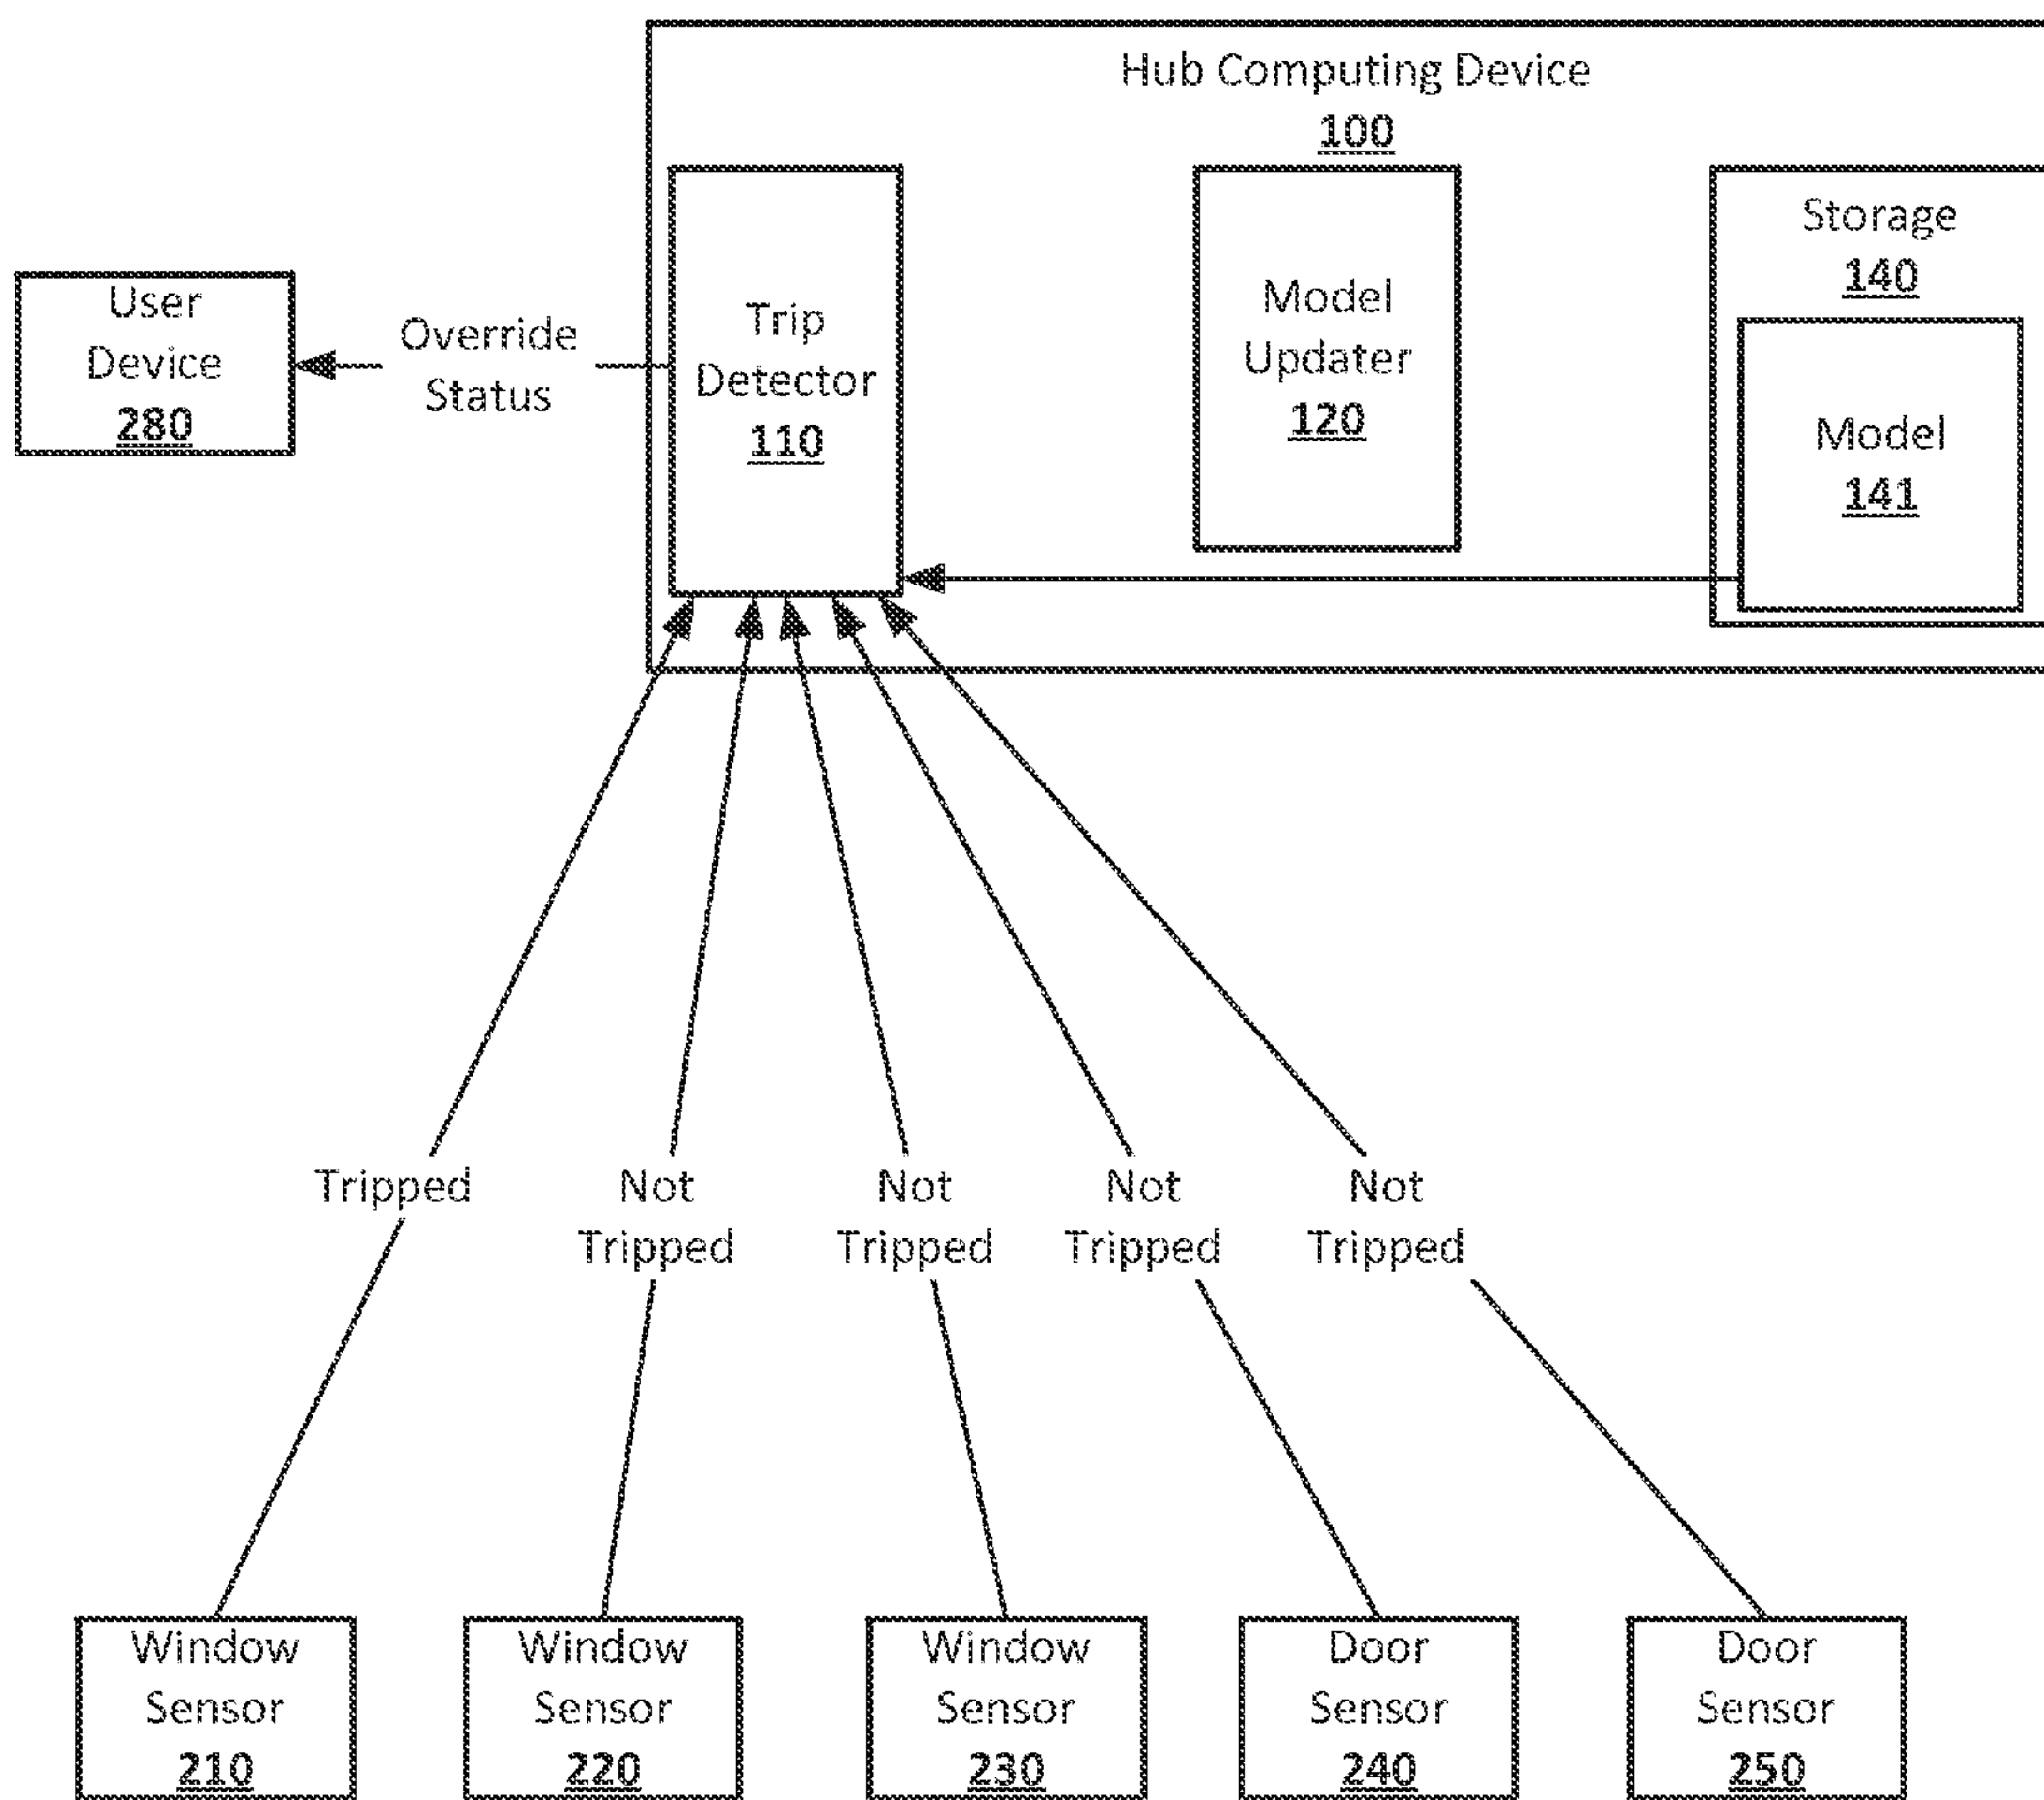 Hub Computing Device
100
User
Device
280
Override
Status
Trip
Detector
110
Model
Updater
120
Storage
140
Model
141
Tripped
Not
Tripped
Not
Tripped
Not
Tripped
Not
Tripped
Window
Sensor
210
Window
Sensor
220
Window
Sensor
230
Door
Sensor
240
Door
Sensor
250